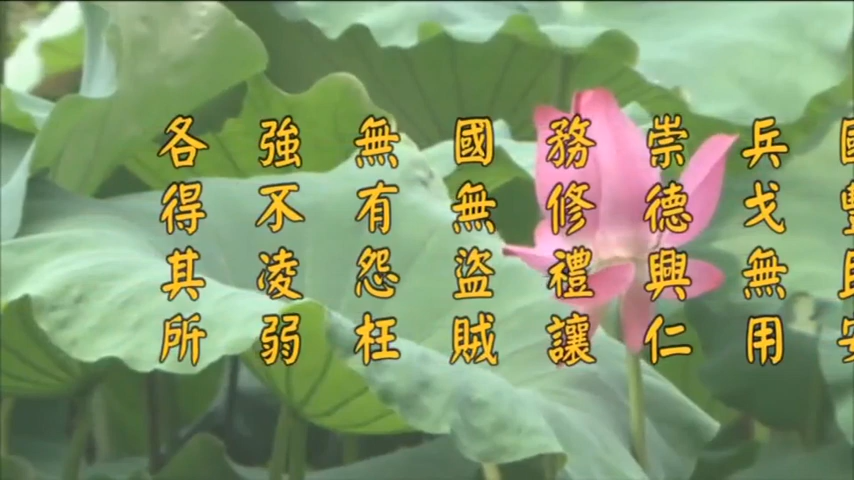 兵戈無用
崇德興仁
務修禮讓
國無盜賊
無有怨枉
強不凌弱
各得其所